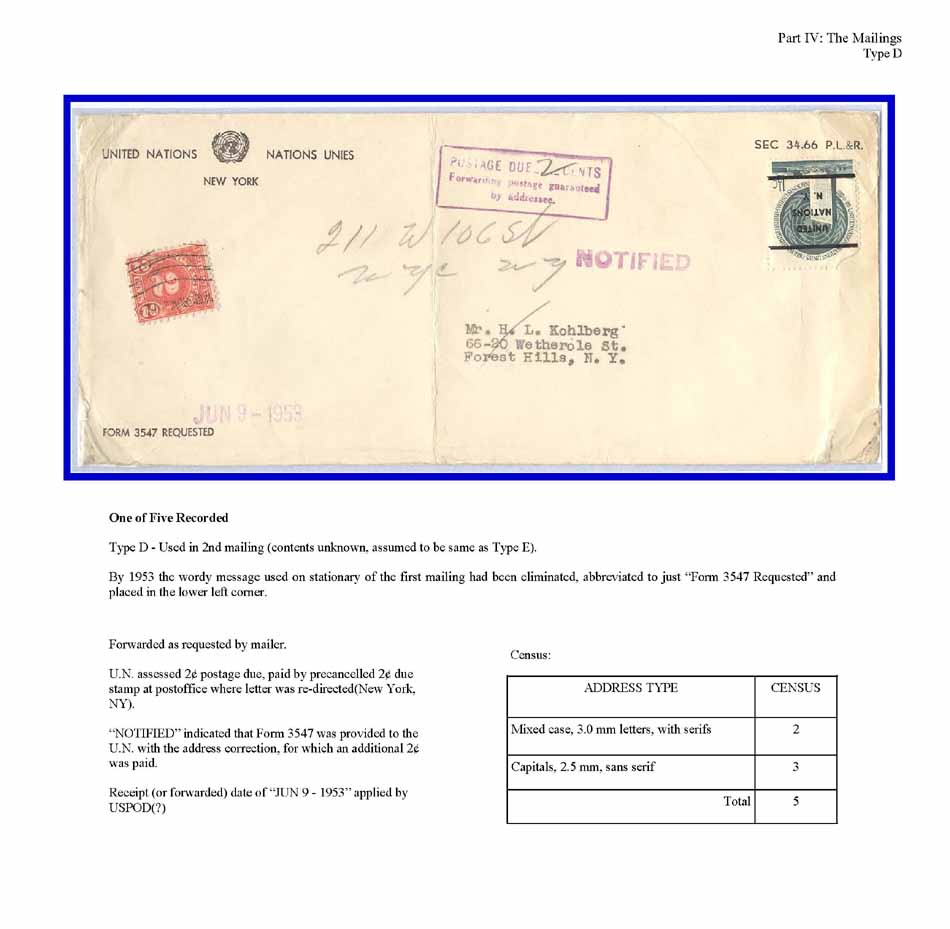 Part IV: The Mailings
Type D
UNITED NATIONS NATIONS UNIES
NEW YORK
SEC 34.66 P.L.&R.
POSTAGE DUE 2 CENTS
Forwarding postage guaranteed
by addressee.
UNITED
NATIONS
N.
211 W 106 St
NYC NY
NOTIFIED
Mr. H. L. Kohlberg
66-20 Wetherole St.
Forest Hills, N. Y.
JUN 9 - 1953
FORM 3547 REQUESTED
One of Five Recorded
Type D - Used in 2nd mailing (contents unknown, assumed to be same as Type E).
By 1953 the wordy message used on stationary of the first mailing had been eliminated, abbreviated to just “Form 3547 Requested” and
placed in the lower left corner.
Forwarded as requested by mailer.
U.N. assessed 2¢ postage due, paid by precancelled 2¢ due
stamp at postoffice where letter was re-directed(New York,
NY).
“NOTIFIED” indicated that Form 3547 was provided to the
U.N. with the address correction, for which an additional 2¢
was paid.
Receipt (or forwarded) date of “JUN 9 - 1953” applied by
USPOD(?)
Census:
ADDRESS TYPE CENSUS
Mixed case, 3.0 mm letters, with serifs 2
Capitals, 2.5 mm, sans serif 3
Total 5